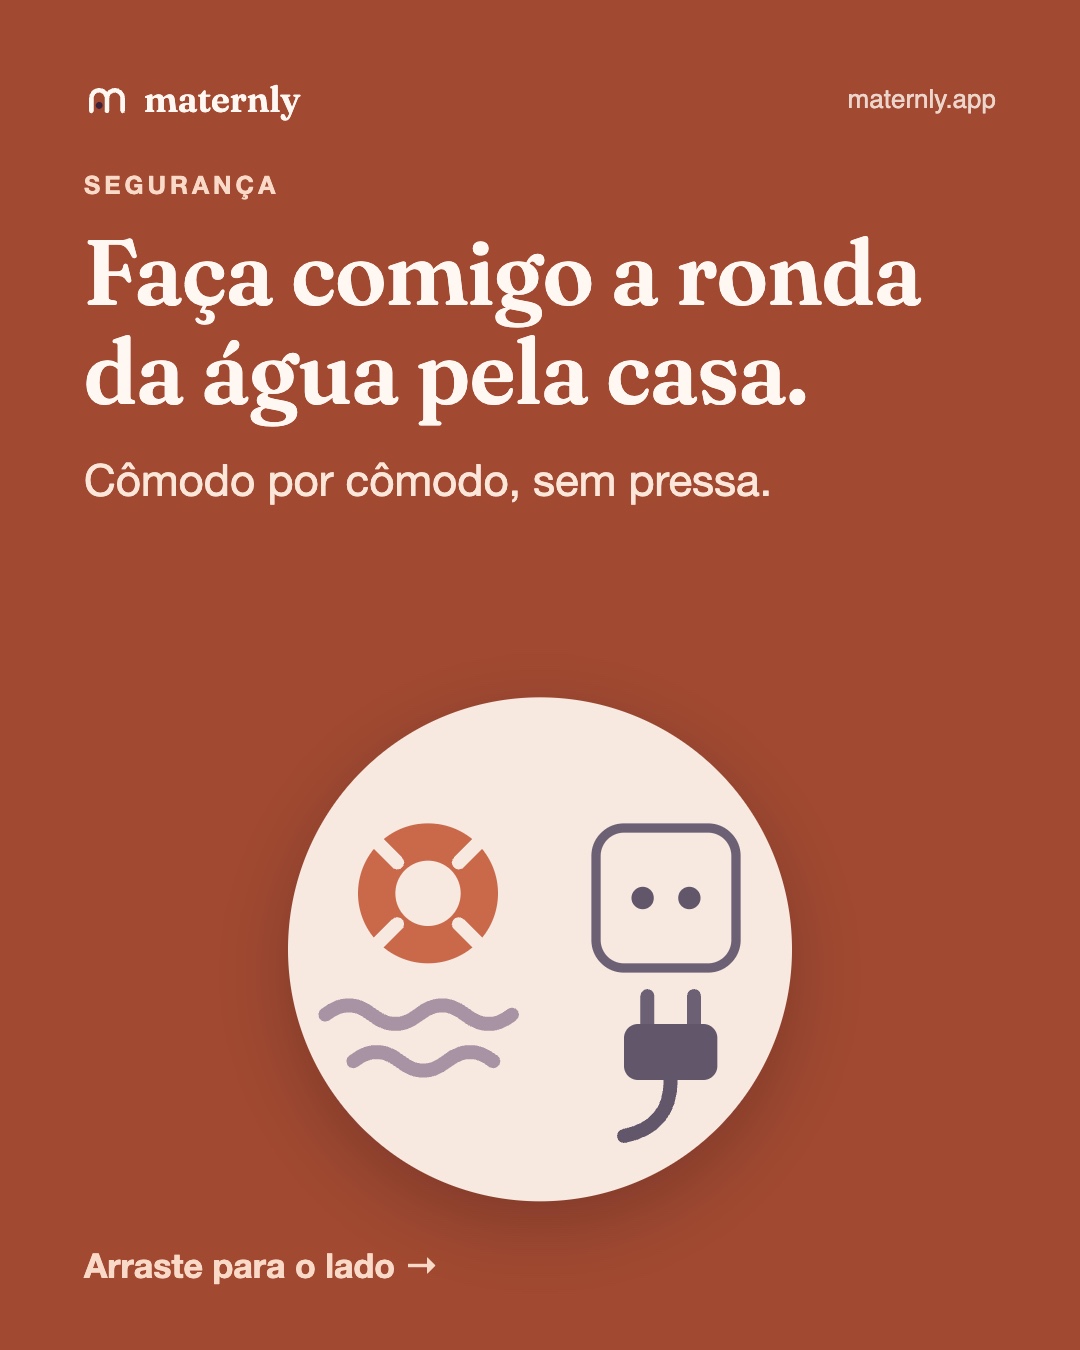 maternly
maternly.app
SEGURANÇA
Faça comigo a ronda
da água pela casa.
Cômodo por cômodo, sem pressa.
Arraste para o lado →